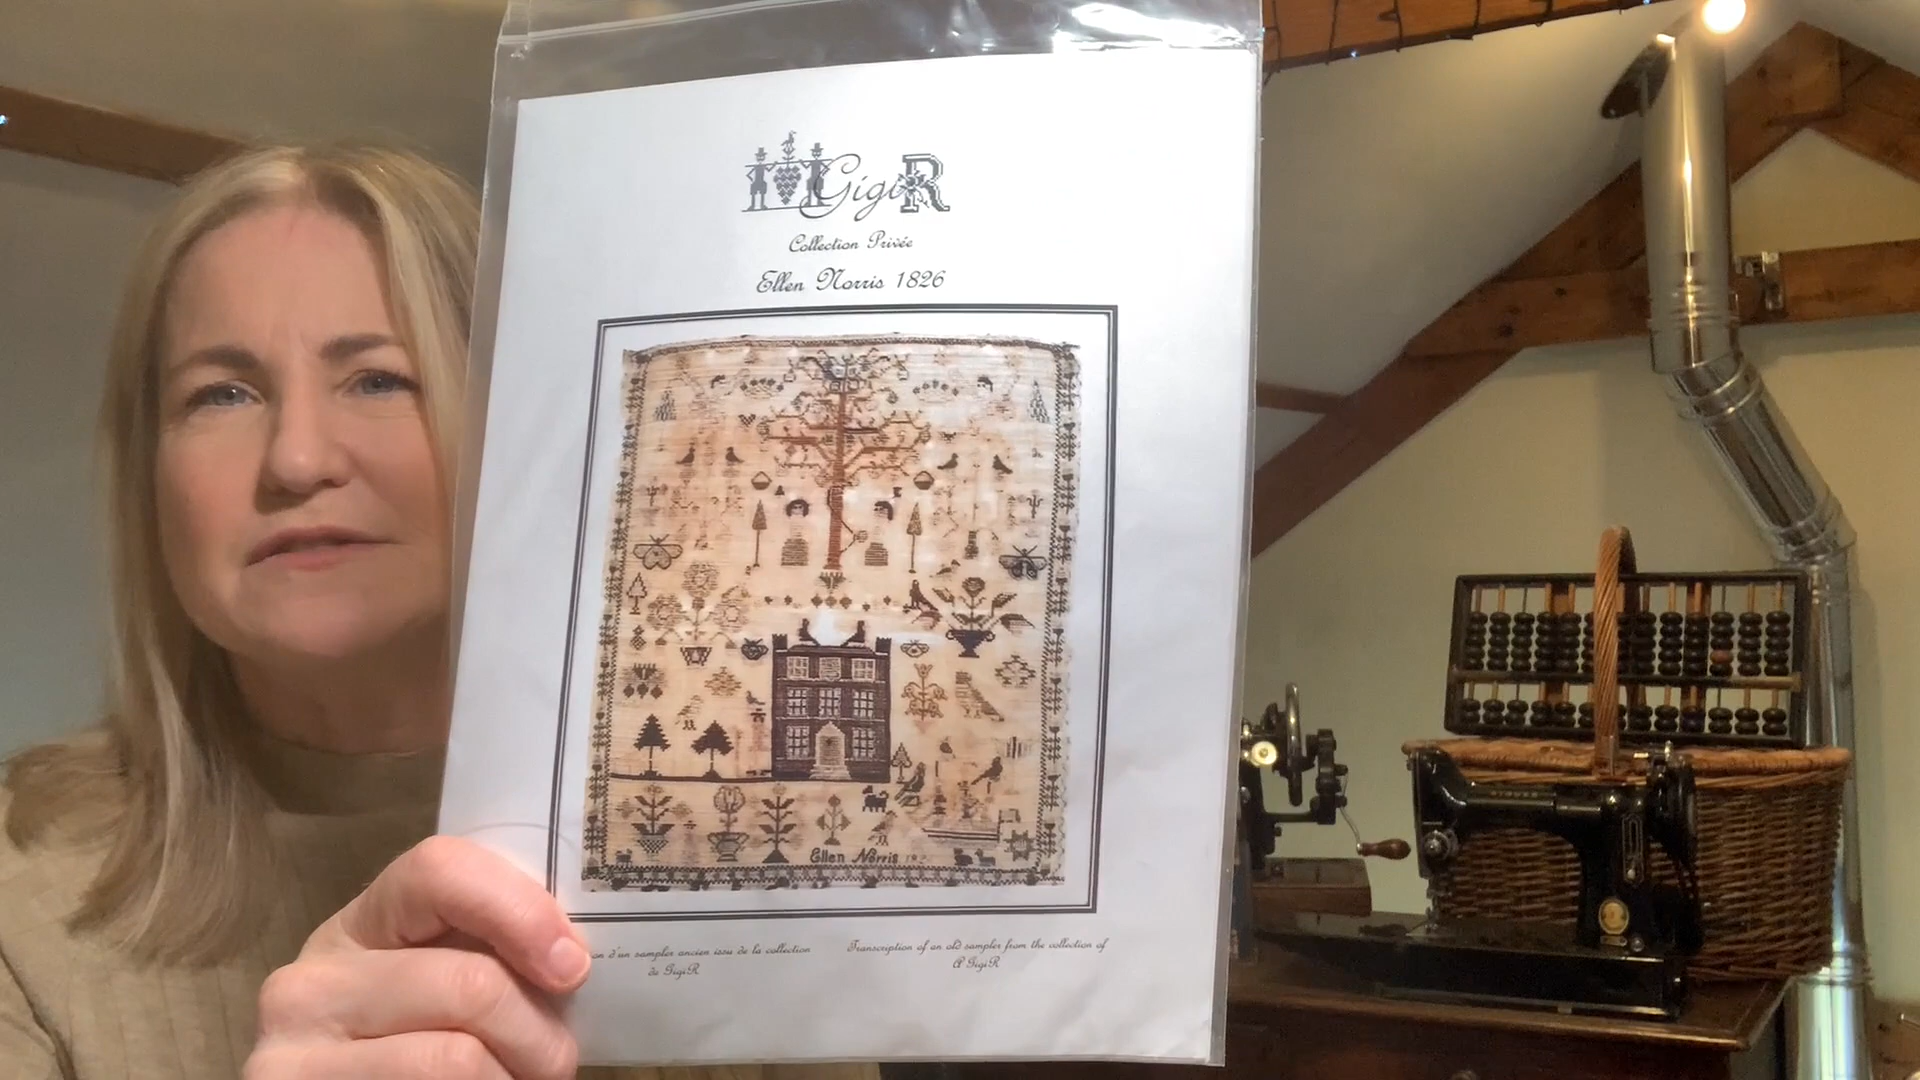 Gigi R
Collection Privée
Ellen Norris 1826
Ellen Norris
d'un sampler ancien issu de la collection
de GigiR
Transcription of an old sampler from the collection of
GigiR